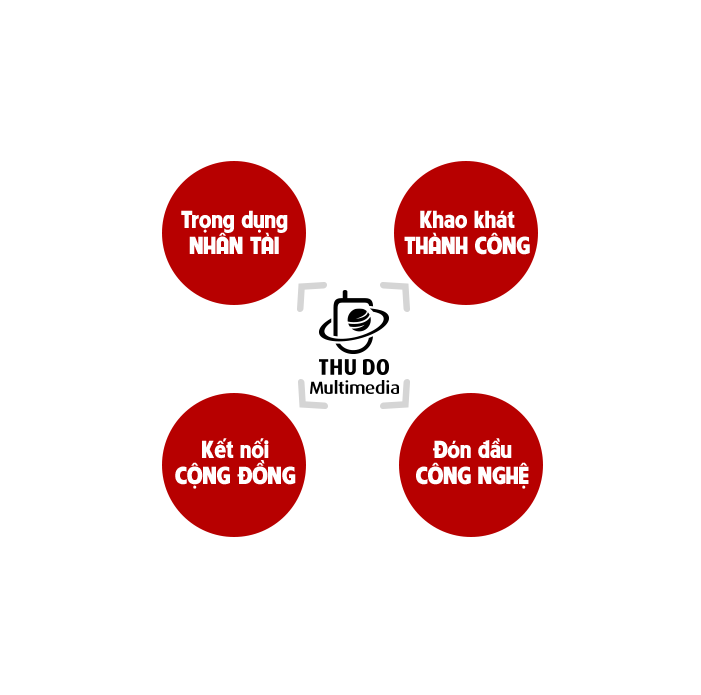 Trọng dụng
NHÂN TÀI
Khao khát
THÀNH CÔNG
THU DO
Multimedia
Kết nối
CỘNG ĐỒNG
Đón đầu
CÔNG NGHỆ